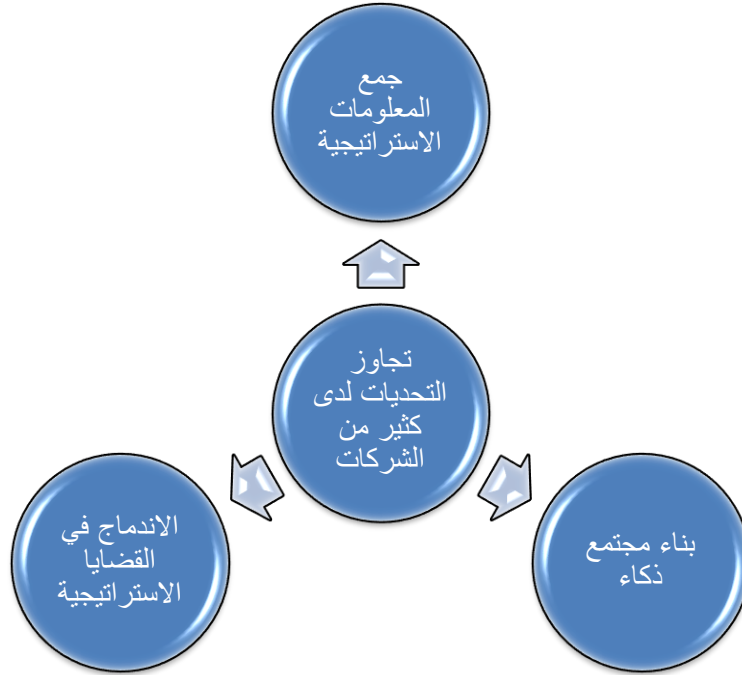 جمع
المعلومات
الاستراتيجية
تجاوز
التحديات لدى
كثير من
الشركات
بناء مجتمع
ذكاء
الاندماج في
القضايا
الاستراتيجية